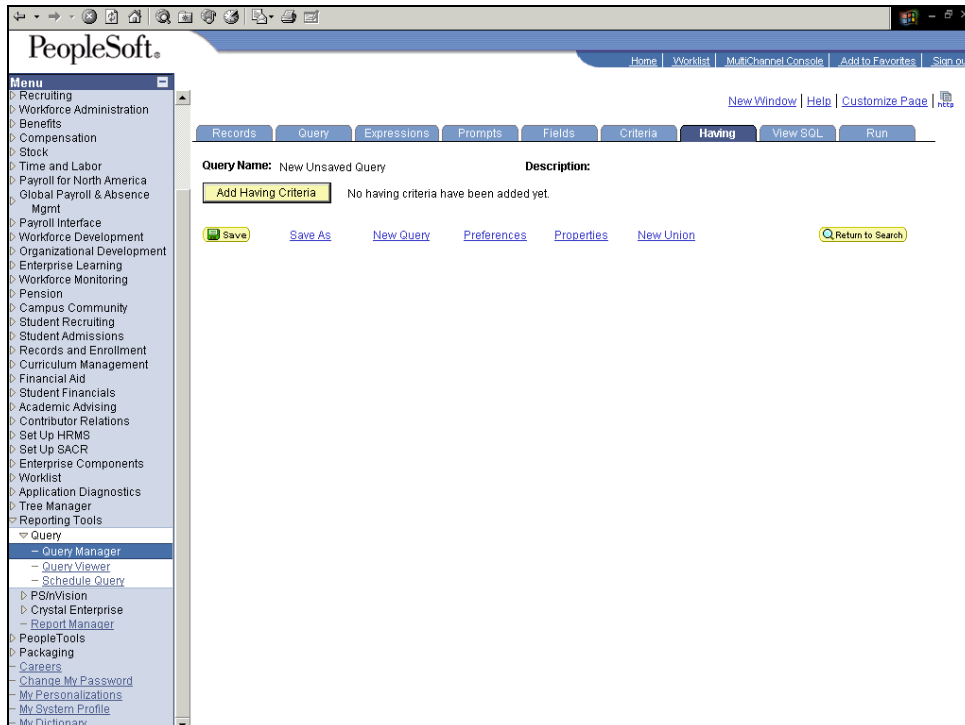 PeopleSoft.
Home | Worklist | MultiChannel Console | Add to Favorites | Sign ou
Menu
New Window | Help | Customize Page | http
Records Query Expressions Prompts Fields Criteria Having View SQL Run
Query Name: New Unsaved Query Description:
Add Having Criteria No having criteria have been added yet.
Save Save As New Query Preferences Properties New Union Return to Search
Recruiting
Workforce Administration
Benefits
Compensation
Stock
Time and Labor
Payroll for North America
Global Payroll & Absence
Mgmt
Payroll Interface
Workforce Development
Organizational Development
Enterprise Learning
Workforce Monitoring
Pension
Campus Community
Student Recruiting
Student Admissions
Records and Enrollment
Curriculum Management
Financial Aid
Student Financials
Academic Advising
Contributor Relations
Set Up HRMS
Set Up SACR
Enterprise Components
Worklist
Application Diagnostics
Tree Manager
Reporting Tools
Query
– Query Manager
– Query Viewer
– Schedule Query
PS/nVision
Crystal Enterprise
– Report Manager
PeopleTools
Packaging
– Careers
– Change My Password
– My Personalizations
– My System Profile
– My Dictionary